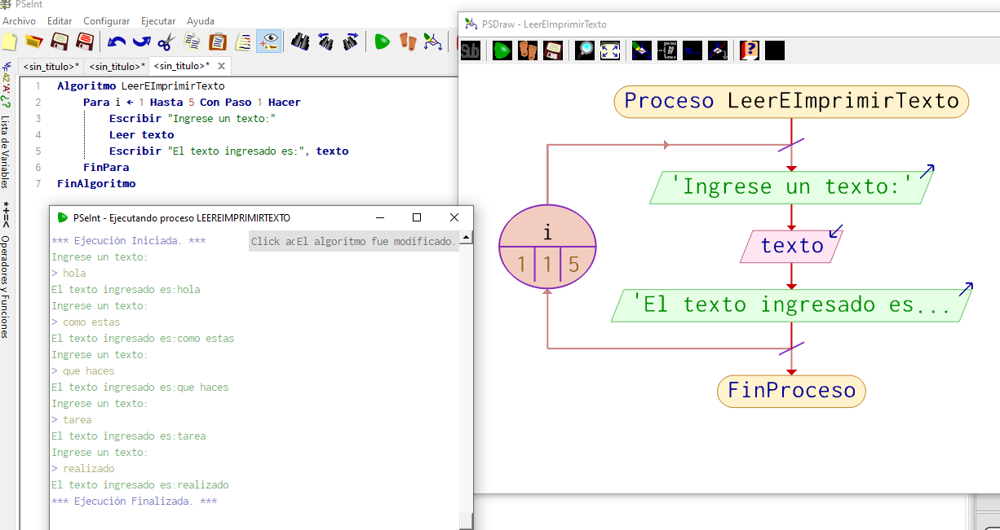 PSeInt
Archivo Editar Configurar Ejecutar Ayuda
<sin_titulo>* <sin_titulo>* <sin_titulo>* X
Lista de Variables
*+=< Operadores y Funciones
1 Algoritmo LeerEImprimirTexto
2 Para i ← 1 Hasta 5 Con Paso 1 Hacer
3 Escribir "Ingrese un texto:"
4 Leer texto
5 Escribir "El texto ingresado es:", texto
6 FinPara
7 FinAlgoritmo
PSeInt - Ejecutando proceso LEEREIMPRIMIRTEXTO
*** Ejecución Iniciada. ***
Click ac El algoritmo fue modificado.
Ingrese un texto:
> hola
El texto ingresado es:hola
Ingrese un texto:
> como estas
El texto ingresado es:como estas
Ingrese un texto:
> que haces
El texto ingresado es:que haces
Ingrese un texto:
> tarea
El texto ingresado es:tarea
Ingrese un texto:
> realizado
El texto ingresado es:realizado
*** Ejecución Finalizada. ***
PSDraw - LeerEImprimirTexto
Sub
Proceso LeerEImprimirTexto
'Ingrese un texto:'
i
1 1 5
texto
'El texto ingresado es...
FinProceso